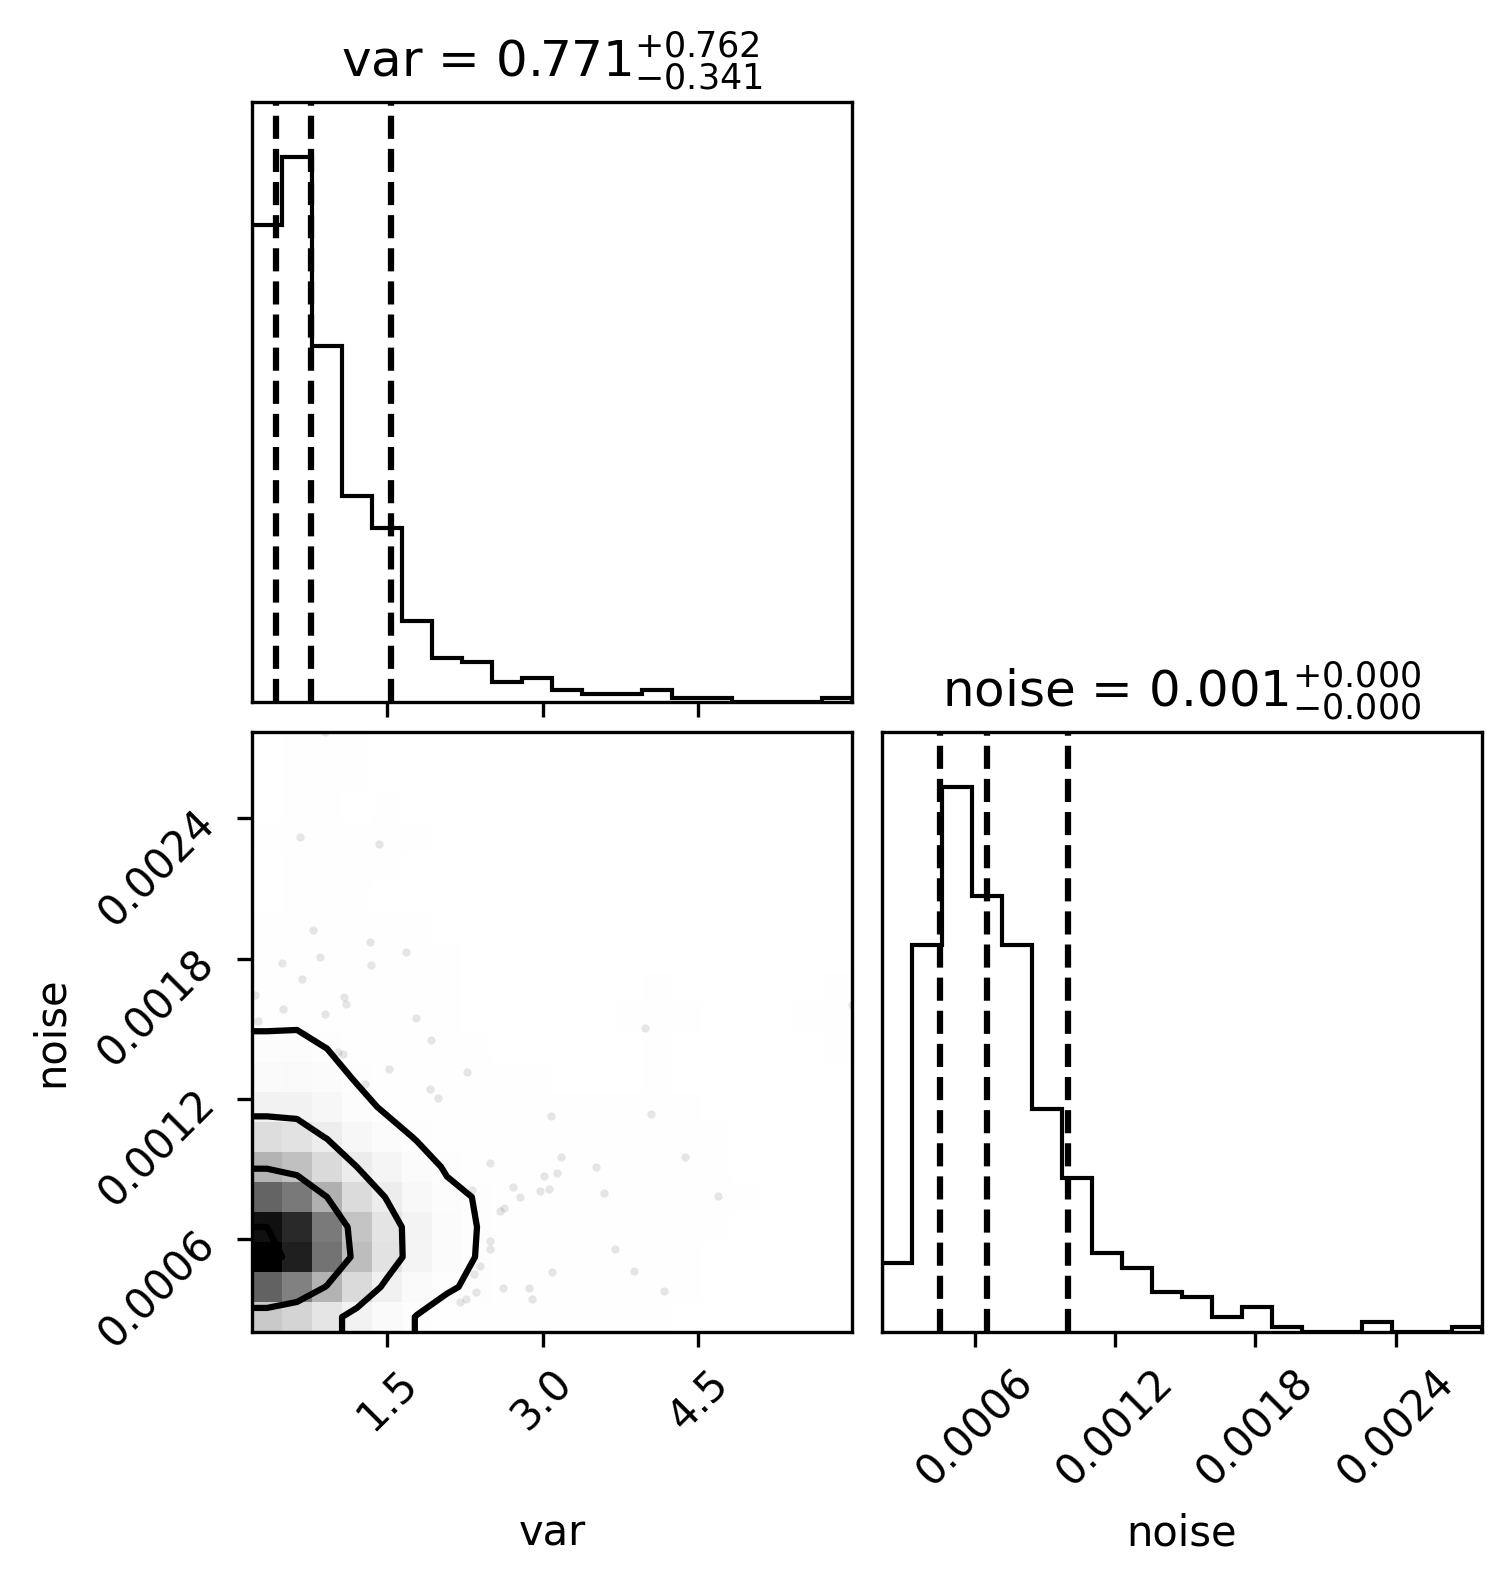 var = 0.771 +0.762 −0.341
noise = 0.001 +0.000 −0.000
noise
0.0024
0.0018
0.0012
0.0006
1.5 3.0 4.5
0.0006 0.0012 0.0018 0.0024
var
noise